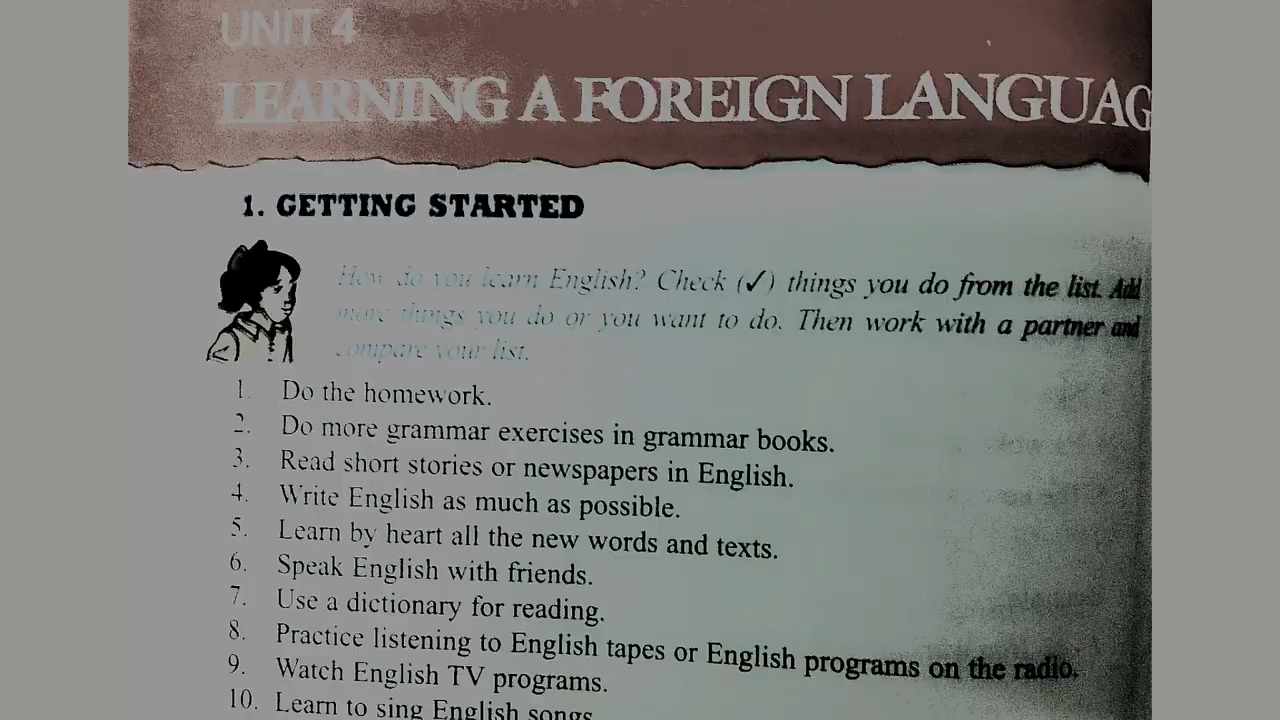 UNIT 4
LEARNING A FOREIGN LANGUAG
1. GETTING STARTED
How do you learn English? Check (✓) things you do from the list. Add
more things you do or you want to do. Then work with a partner and
compare your list.
1. Do the homework.
2. Do more grammar exercises in grammar books.
3. Read short stories or newspapers in English.
4. Write English as much as possible.
5. Learn by heart all the new words and texts.
6. Speak English with friends.
7. Use a dictionary for reading.
8. Practice listening to English tapes or English programs on the radio.
9. Watch English TV programs.
10. Learn to sing English songs